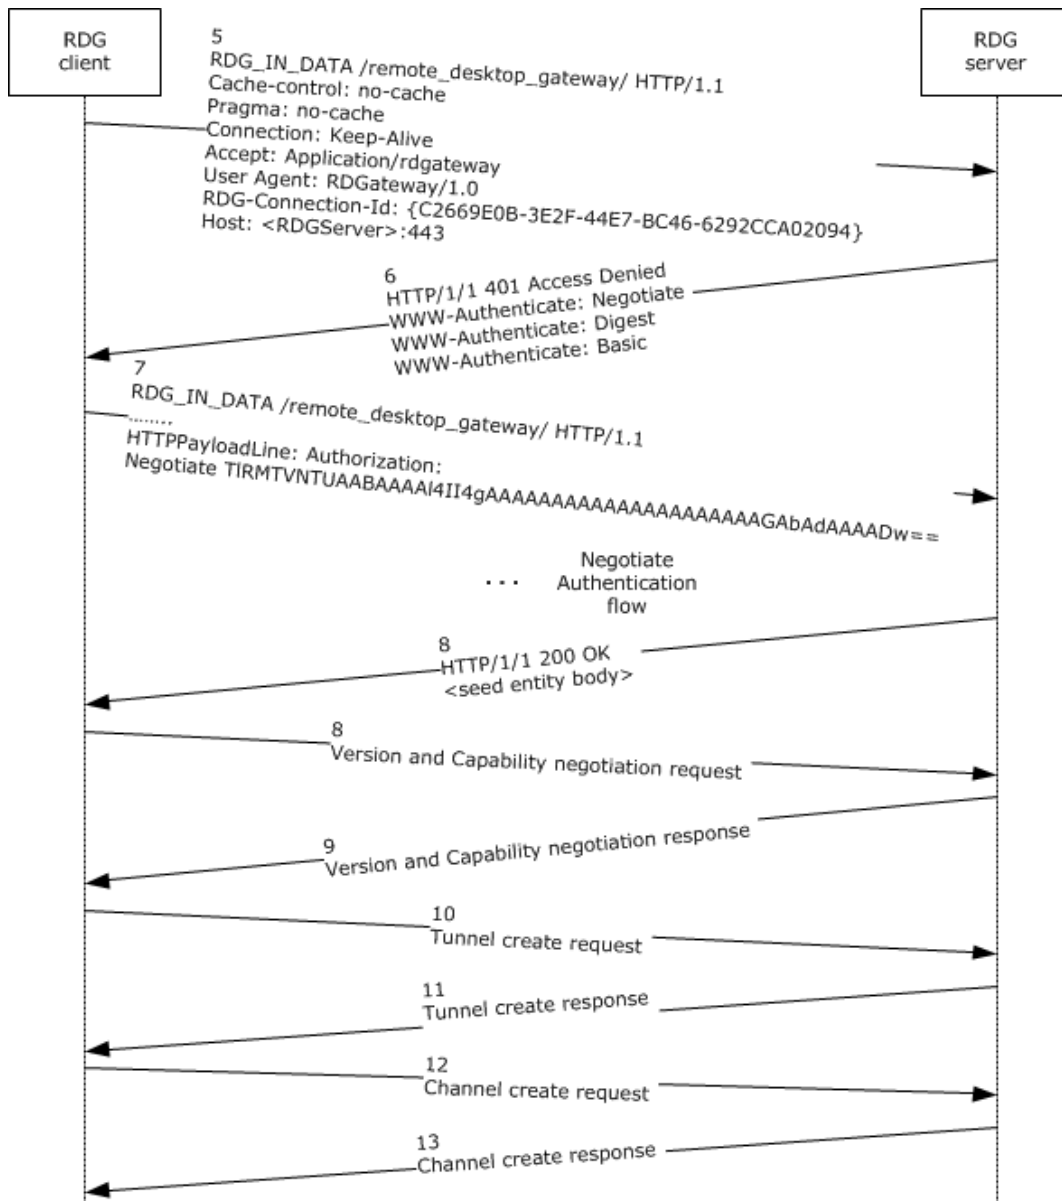 RDG
client
RDG
server
5
RDG_IN_DATA /remote_desktop_gateway/ HTTP/1.1
Cache-control: no-cache
Pragma: no-cache
Connection: Keep-Alive
Accept: Application/rdgateway
User Agent: RDGateway/1.0
RDG-Connection-Id: {C2669E0B-3E2F-44E7-BC46-6292CCA02094}
Host: <RDGServer>:443
6
HTTP/1/1 401 Access Denied
WWW-Authenticate: Negotiate
WWW-Authenticate: Digest
WWW-Authenticate: Basic
7
RDG_IN_DATA /remote_desktop_gateway/ HTTP/1.1
........
HTTPPayloadLine: Authorization:
Negotiate TlRMTVNTUAABAAAAl4II4gAAAAAAAAAAAAAAAAAAAAAGAbAdAAAADw==
...
Negotiate
Authentication
flow
8
HTTP/1/1 200 OK
<seed entity body>
8
Version and Capability negotiation request
9
Version and Capability negotiation response
10
Tunnel create request
11
Tunnel create response
12
Channel create request
13
Channel create response